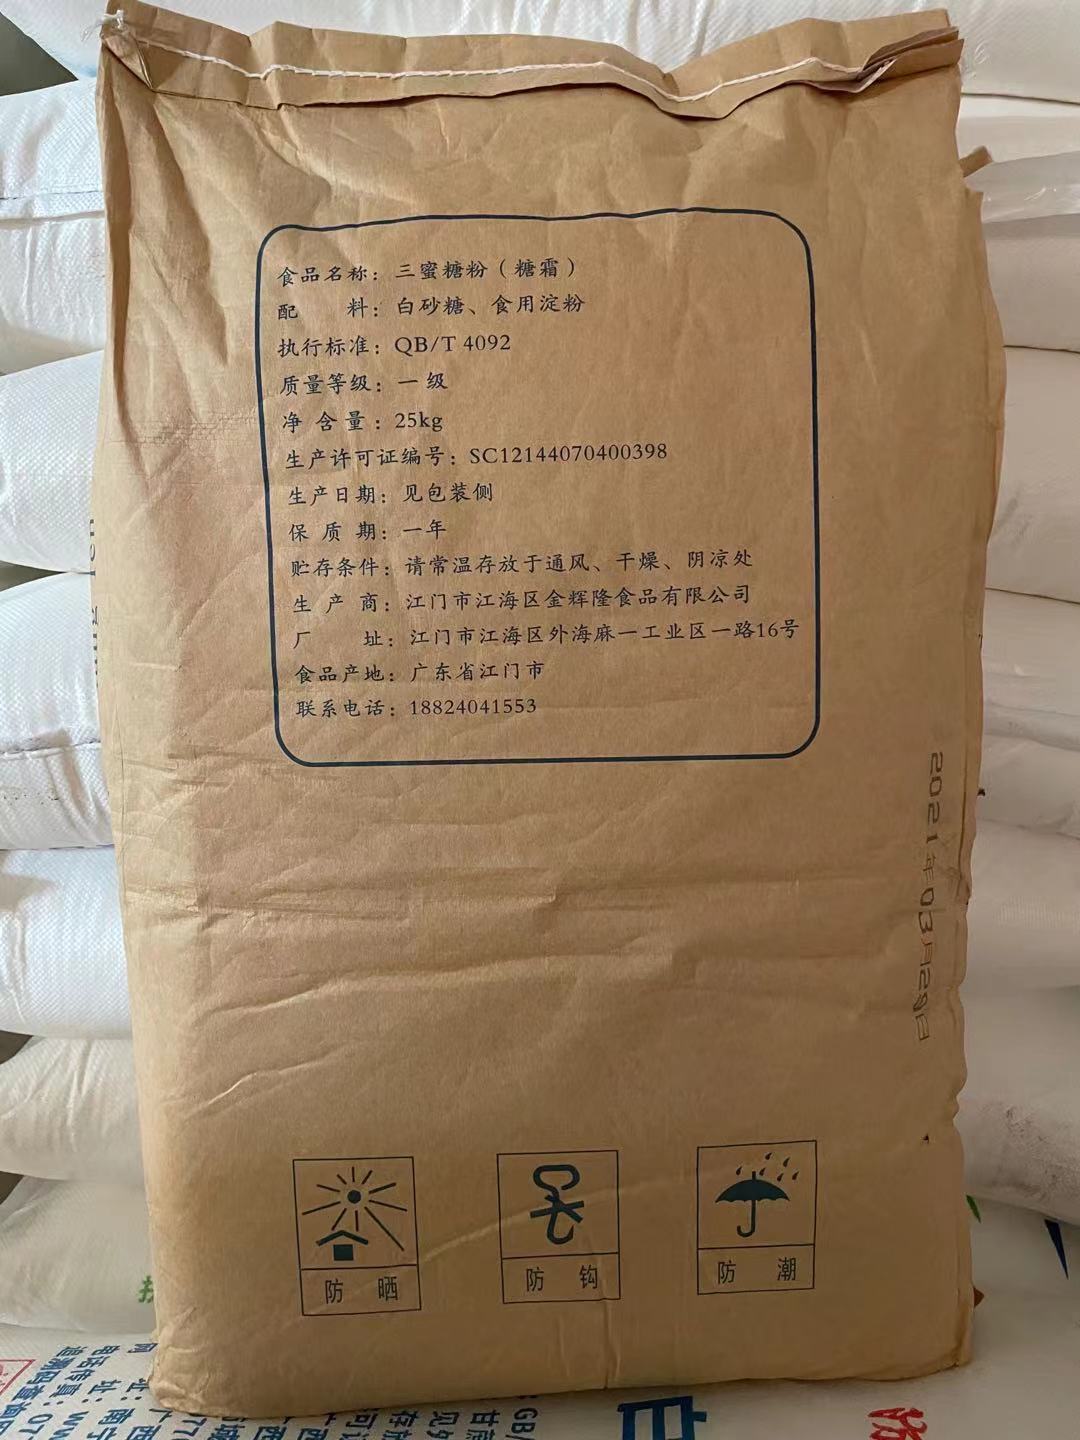 食品名称：三蜜糖粉（糖霜）
配　　料：白砂糖、食用淀粉
执行标准：QB/T 4092
质量等级：一级
净 含 量：25kg
生产许可证编号：SC12144070400398
生产日期：见包装侧
保 质 期：一年
贮存条件：请常温存放于通风、干燥、阴凉处
生 产 商：江门市江海区金辉隆食品有限公司
厂　　址：江门市江海区外海麻一工业区一路16号
食品产地：广东省江门市
联系电话：18824041553
2021年03月29日
防 晒
防 钩
防 潮